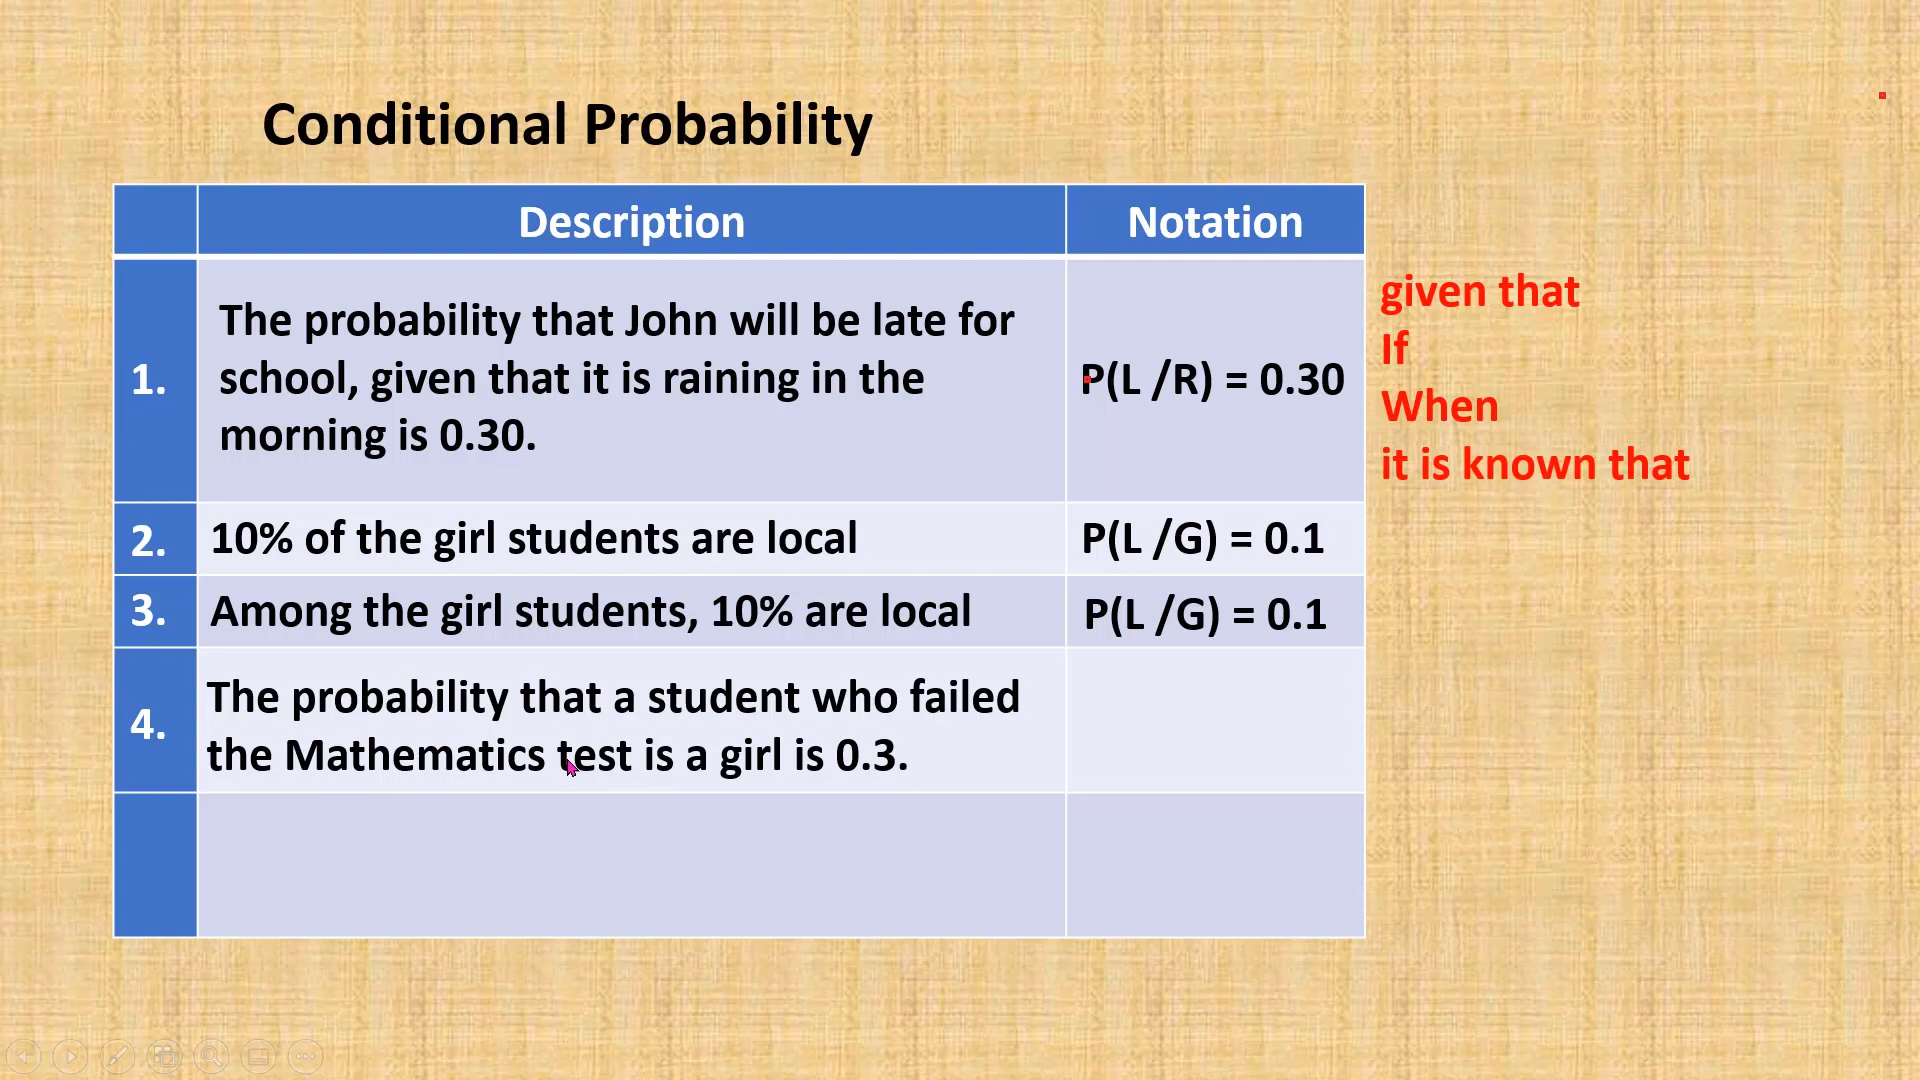 Conditional Probability
Description
Notation
1.
The probability that John will be late for
school, given that it is raining in the
morning is 0.30.
P(L /R) = 0.30
given that
If
When
it is known that
2.
10% of the girl students are local
P(L /G) = 0.1
3.
Among the girl students, 10% are local
P(L /G) = 0.1
4.
The probability that a student who failed
the Mathematics test is a girl is 0.3.